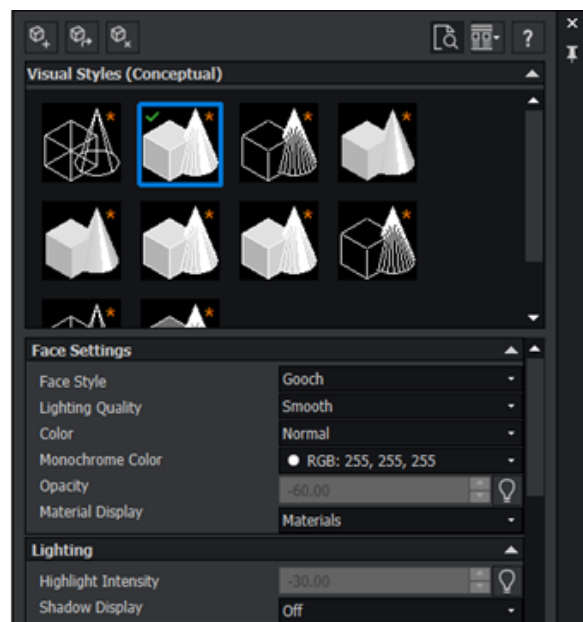 ?
Visual Styles (Conceptual)
Face Settings
Face Style Gooch
Lighting Quality Smooth
Color Normal
Monochrome Color RGB: 255, 255, 255
Opacity -60.00
Material Display Materials
Lighting
Highlight Intensity -30.00
Shadow Display Off